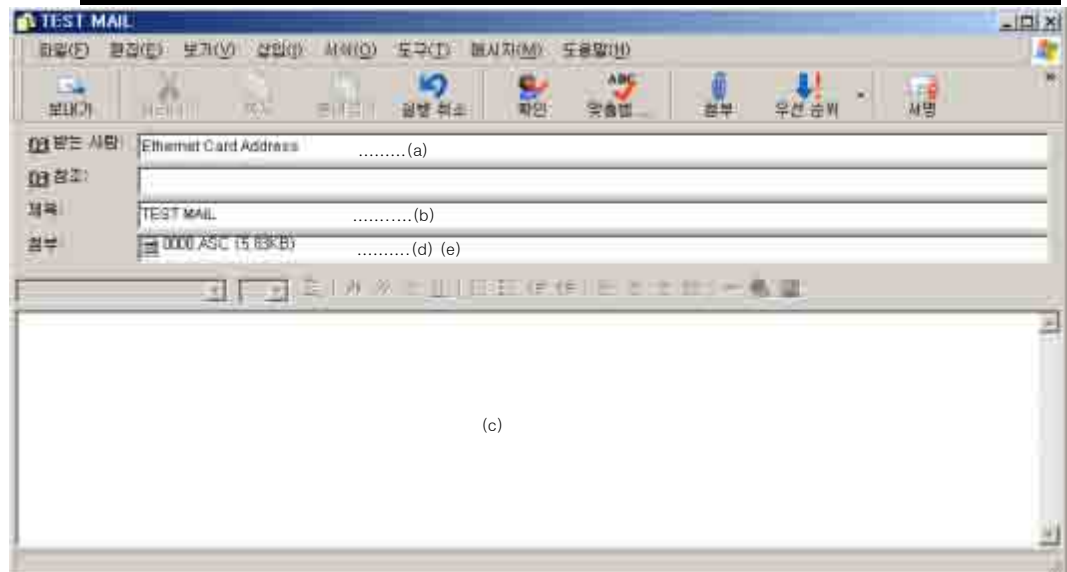 TEST MAIL
파일(F) 편집(E) 보기(V) 삽입(I) 서식(O) 도구(T) 메시지(M) 도움말(H)
보내기 실행 취소 확인 맞춤법... 첨부 우선 순위 서명
받는 사람: Ethernet Card Address .........(a)
참조:
제목: TEST MAIL ...........(b)
첨부: 0000.ASC (5.83KB) ..........(d) (e)
(c)